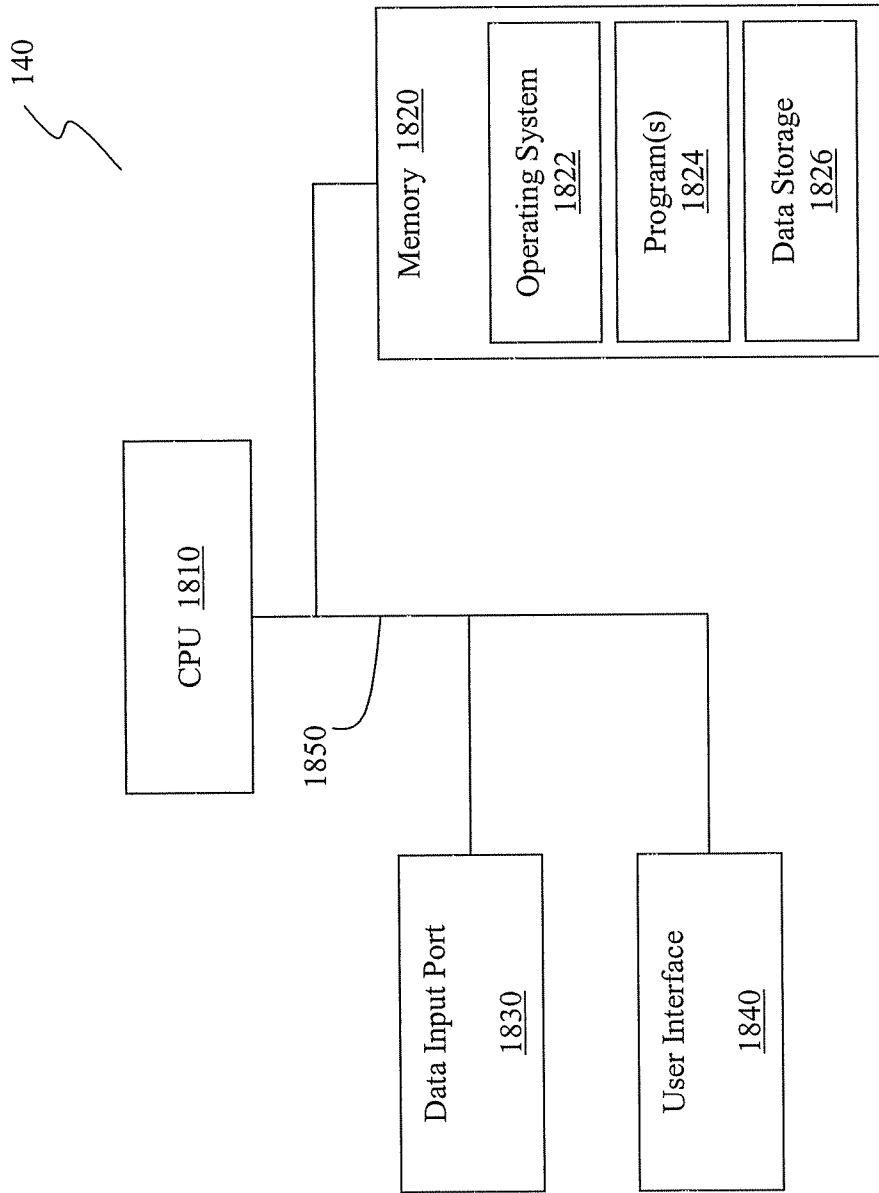 140
CPU 1810
1850
Memory 1820
Operating System
1822
Program(s)
1824
Data Storage
1826
Data Input Port
1830
User Interface
1840